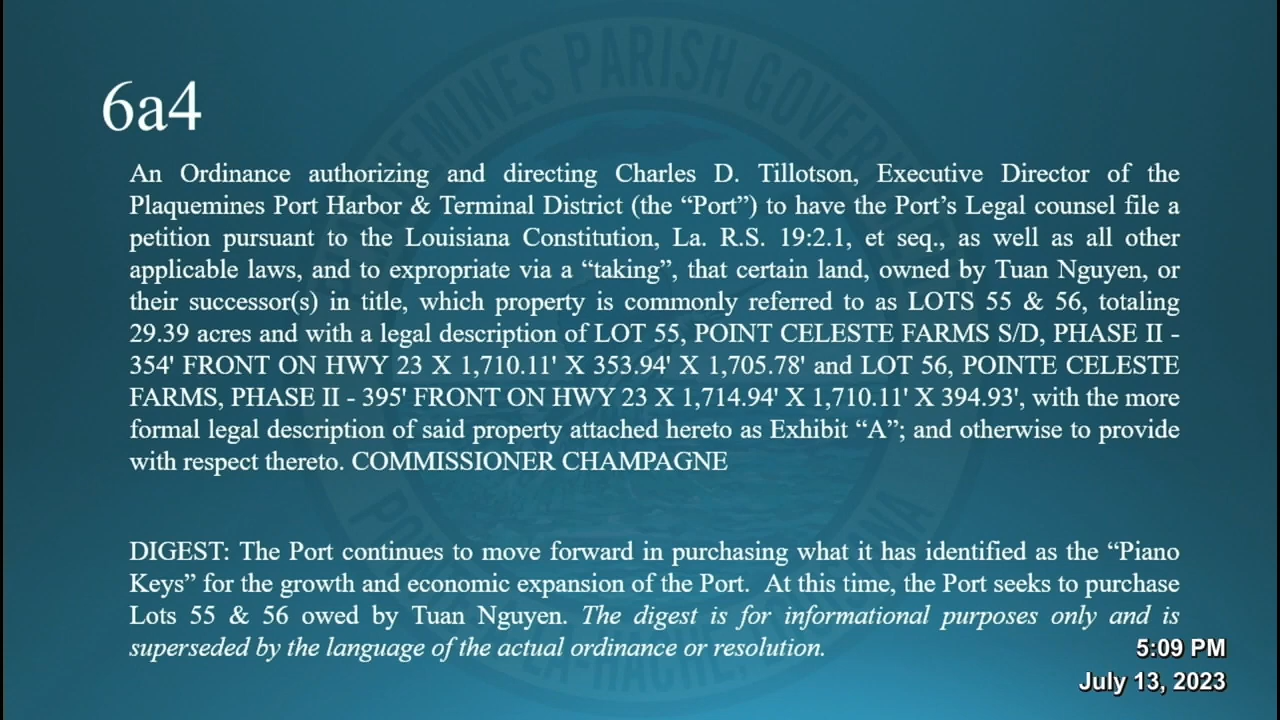 PLAQUEMINES PARISH GOVERNMENT
6a4
An Ordinance authorizing and directing Charles D. Tillotson, Executive Director of the
Plaquemines Port Harbor & Terminal District (the “Port”) to have the Port’s Legal counsel file a
petition pursuant to the Louisiana Constitution, La. R.S. 19:2.1, et seq., as well as all other
applicable laws, and to expropriate via a “taking”, that certain land, owned by Tuan Nguyen, or
their successor(s) in title, which property is commonly referred to as LOTS 55 & 56, totaling
29.39 acres and with a legal description of LOT 55, POINT CELESTE FARMS S/D, PHASE II -
354' FRONT ON HWY 23 X 1,710.11' X 353.94' X 1,705.78' and LOT 56, POINTE CELESTE
FARMS, PHASE II - 395' FRONT ON HWY 23 X 1,714.94' X 1,710.11' X 394.93', with the more
formal legal description of said property attached hereto as Exhibit “A”; and otherwise to provide
with respect thereto. COMMISSIONER CHAMPAGNE
DIGEST: The Port continues to move forward in purchasing what it has identified as the “Piano
Keys” for the growth and economic expansion of the Port.  At this time, the Port seeks to purchase
Lots 55 & 56 owed by Tuan Nguyen. The digest is for informational purposes only and is
superseded by the language of the actual ordinance or resolution.
5:09 PM
July 13, 2023